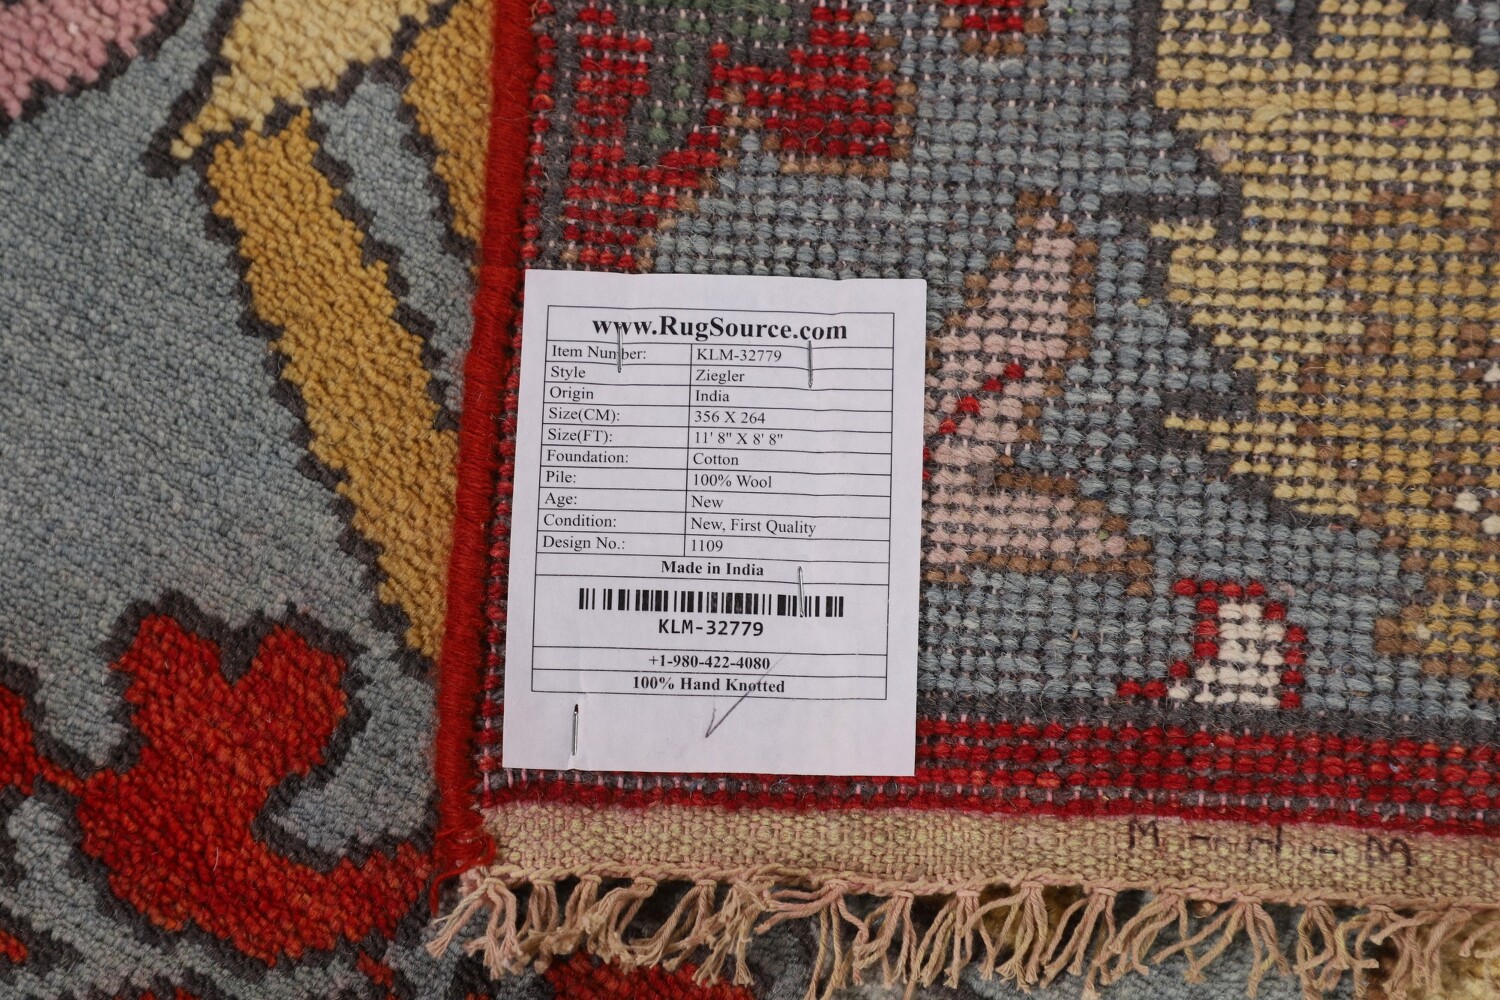 www.RugSource.com
Item Number: KLM-32779
Style Ziegler
Origin India
Size(CM): 356 X 264
Size(FT): 11' 8" X 8' 8"
Foundation: Cotton
Pile: 100% Wool
Age: New
Condition: New, First Quality
Design No.: 1109
Made in India
KLM-32779
+1-980-422-4080
100% Hand Knotted